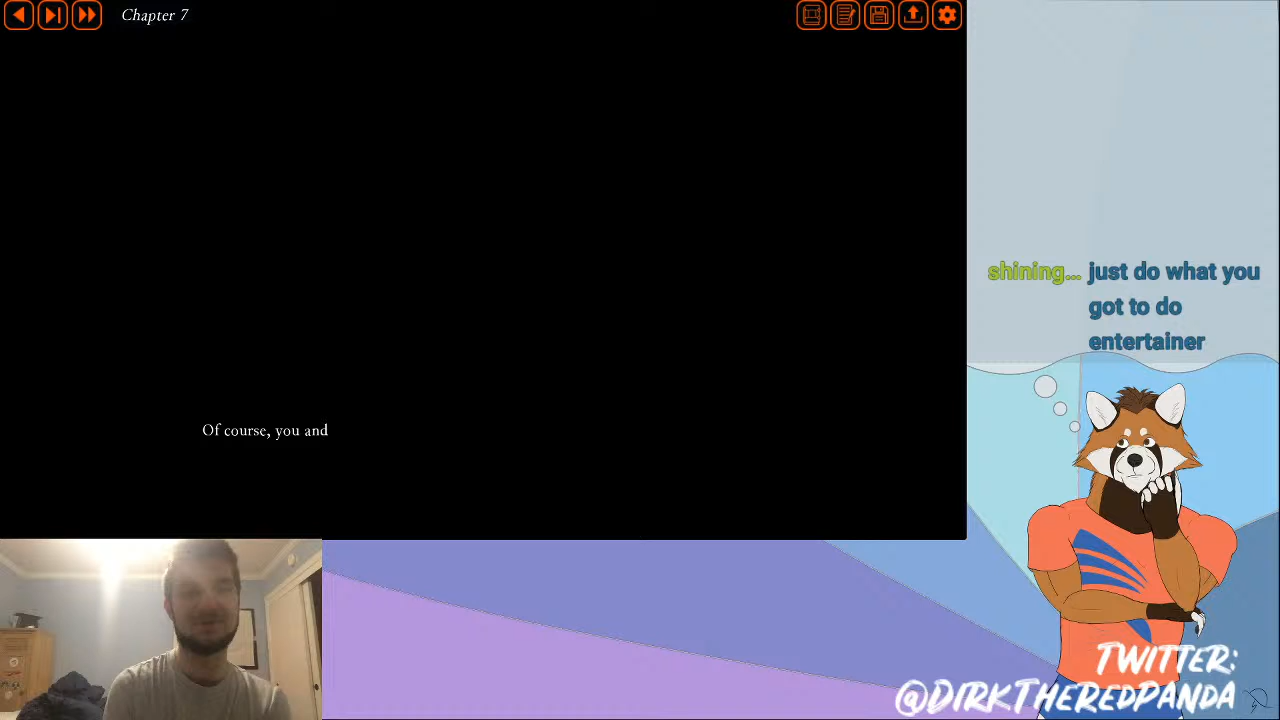 Chapter 7
shining... just do what you
got to do
entertainer
Of course, you and
TWITTER:
@DIRKTHEREDPANDA